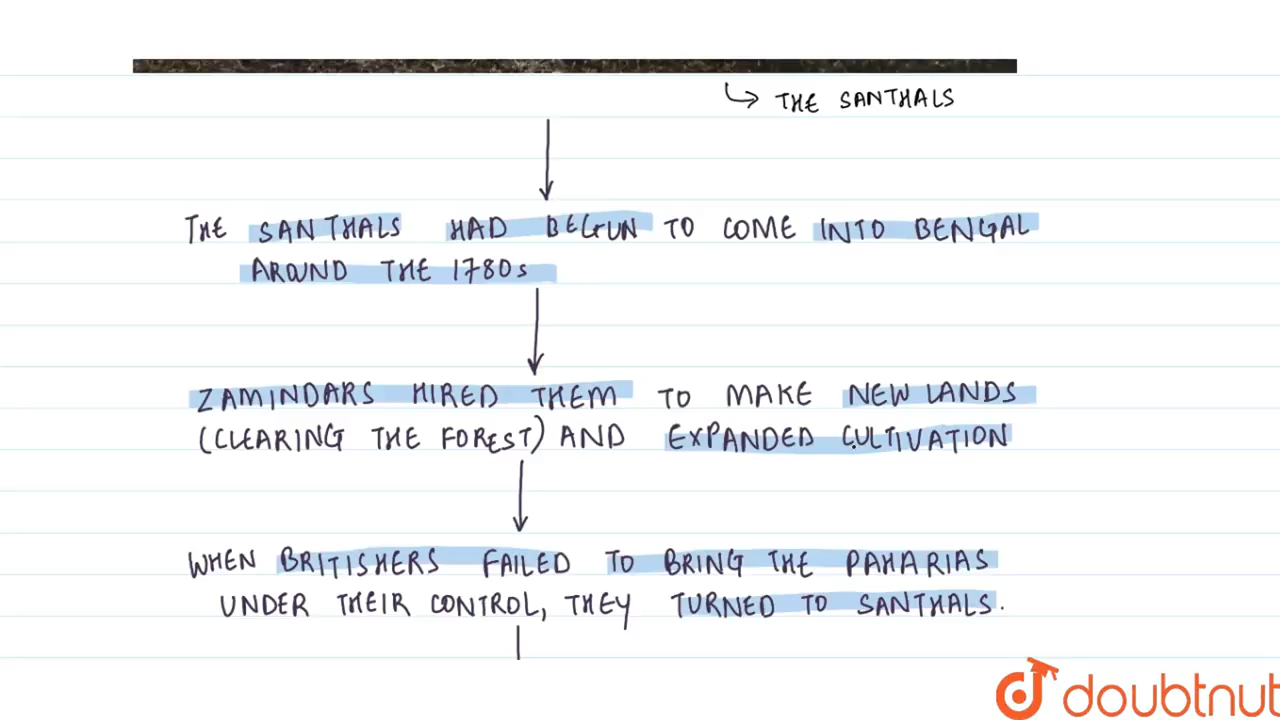 THE SANTHALS
THE SANTHALS HAD BEGUN TO COME INTO BENGAL
AROUND THE 1780s
ZAMINDARS HIRED THEM TO MAKE NEW LANDS
(CLEARING THE FOREST) AND EXPANDED CULTIVATION
WHEN BRITISHERS FAILED TO BRING THE PAHARIAS
UNDER THEIR CONTROL, THEY TURNED TO SANTHALS.
doubtnut